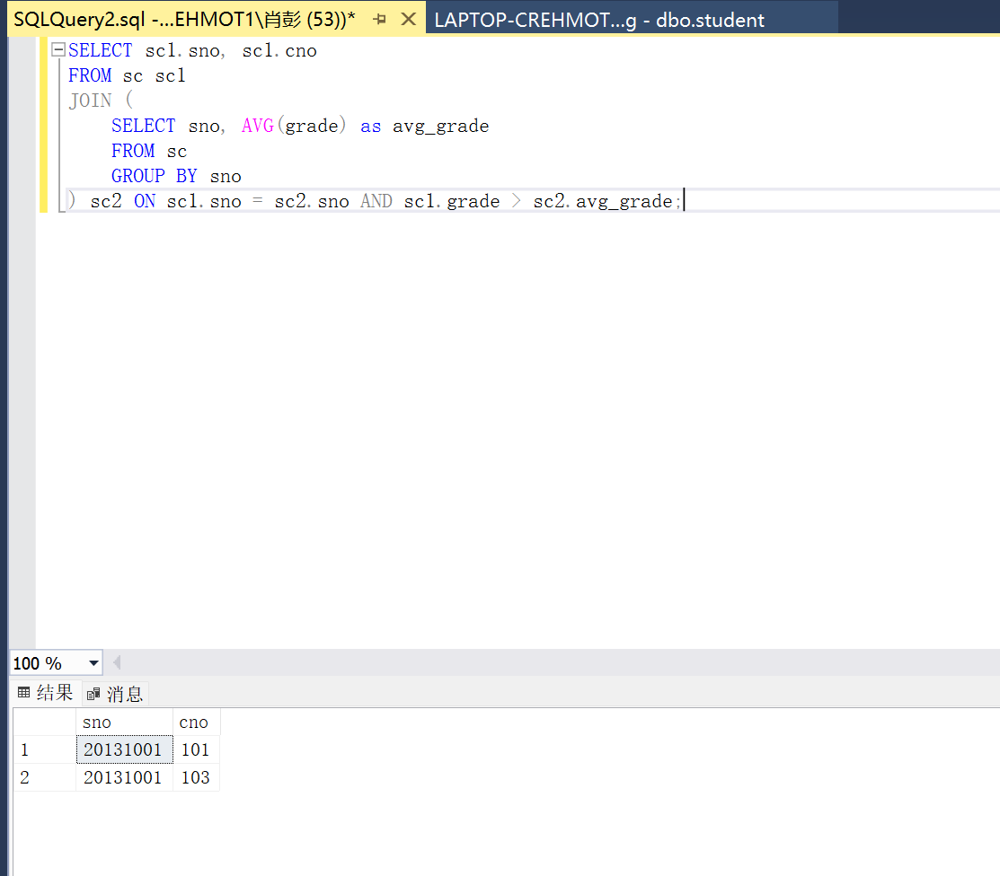 SQLQuery2.sql -...EHMOT1\肖彭 (53))* LAPTOP-CREHMOT...g - dbo.student
SELECT sc1.sno, sc1.cno
FROM sc sc1
JOIN (
SELECT sno, AVG(grade) as avg_grade
FROM sc
GROUP BY sno
) sc2 ON sc1.sno = sc2.sno AND sc1.grade > sc2.avg_grade;
100 %
结果 消息
sno cno
1 20131001 101
2 20131001 103